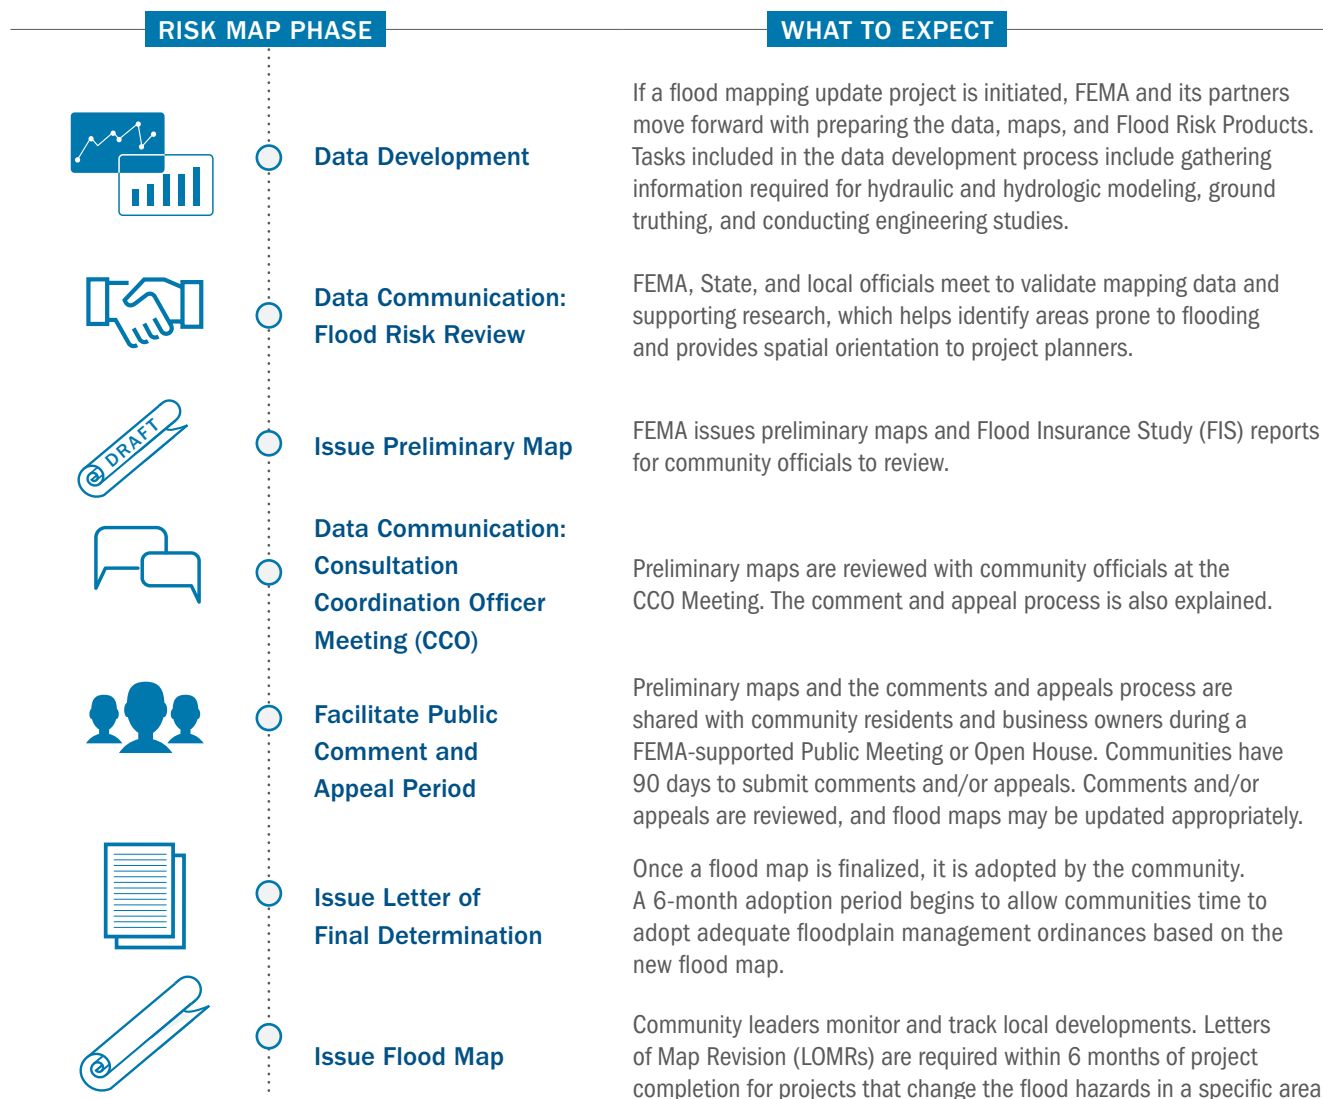 RISK MAP PHASE
WHAT TO EXPECT
Data Development
If a flood mapping update project is initiated, FEMA and its partners
move forward with preparing the data, maps, and Flood Risk Products.
Tasks included in the data development process include gathering
information required for hydraulic and hydrologic modeling, ground
truthing, and conducting engineering studies.
Data Communication:
Flood Risk Review
FEMA, State, and local officials meet to validate mapping data and
supporting research, which helps identify areas prone to flooding
and provides spatial orientation to project planners.
DRAFT
Issue Preliminary Map
FEMA issues preliminary maps and Flood Insurance Study (FIS) reports
for community officials to review.
Data Communication:
Consultation
Coordination Officer
Meeting (CCO)
Preliminary maps are reviewed with community officials at the
CCO Meeting. The comment and appeal process is also explained.
Facilitate Public
Comment and
Appeal Period
Preliminary maps and the comments and appeals process are
shared with community residents and business owners during a
FEMA-supported Public Meeting or Open House. Communities have
90 days to submit comments and/or appeals. Comments and/or
appeals are reviewed, and flood maps may be updated appropriately.
Issue Letter of
Final Determination
Once a flood map is finalized, it is adopted by the community.
A 6-month adoption period begins to allow communities time to
adopt adequate floodplain management ordinances based on the
new flood map.
Issue Flood Map
Community leaders monitor and track local developments. Letters
of Map Revision (LOMRs) are required within 6 months of project
completion for projects that change the flood hazards in a specific area